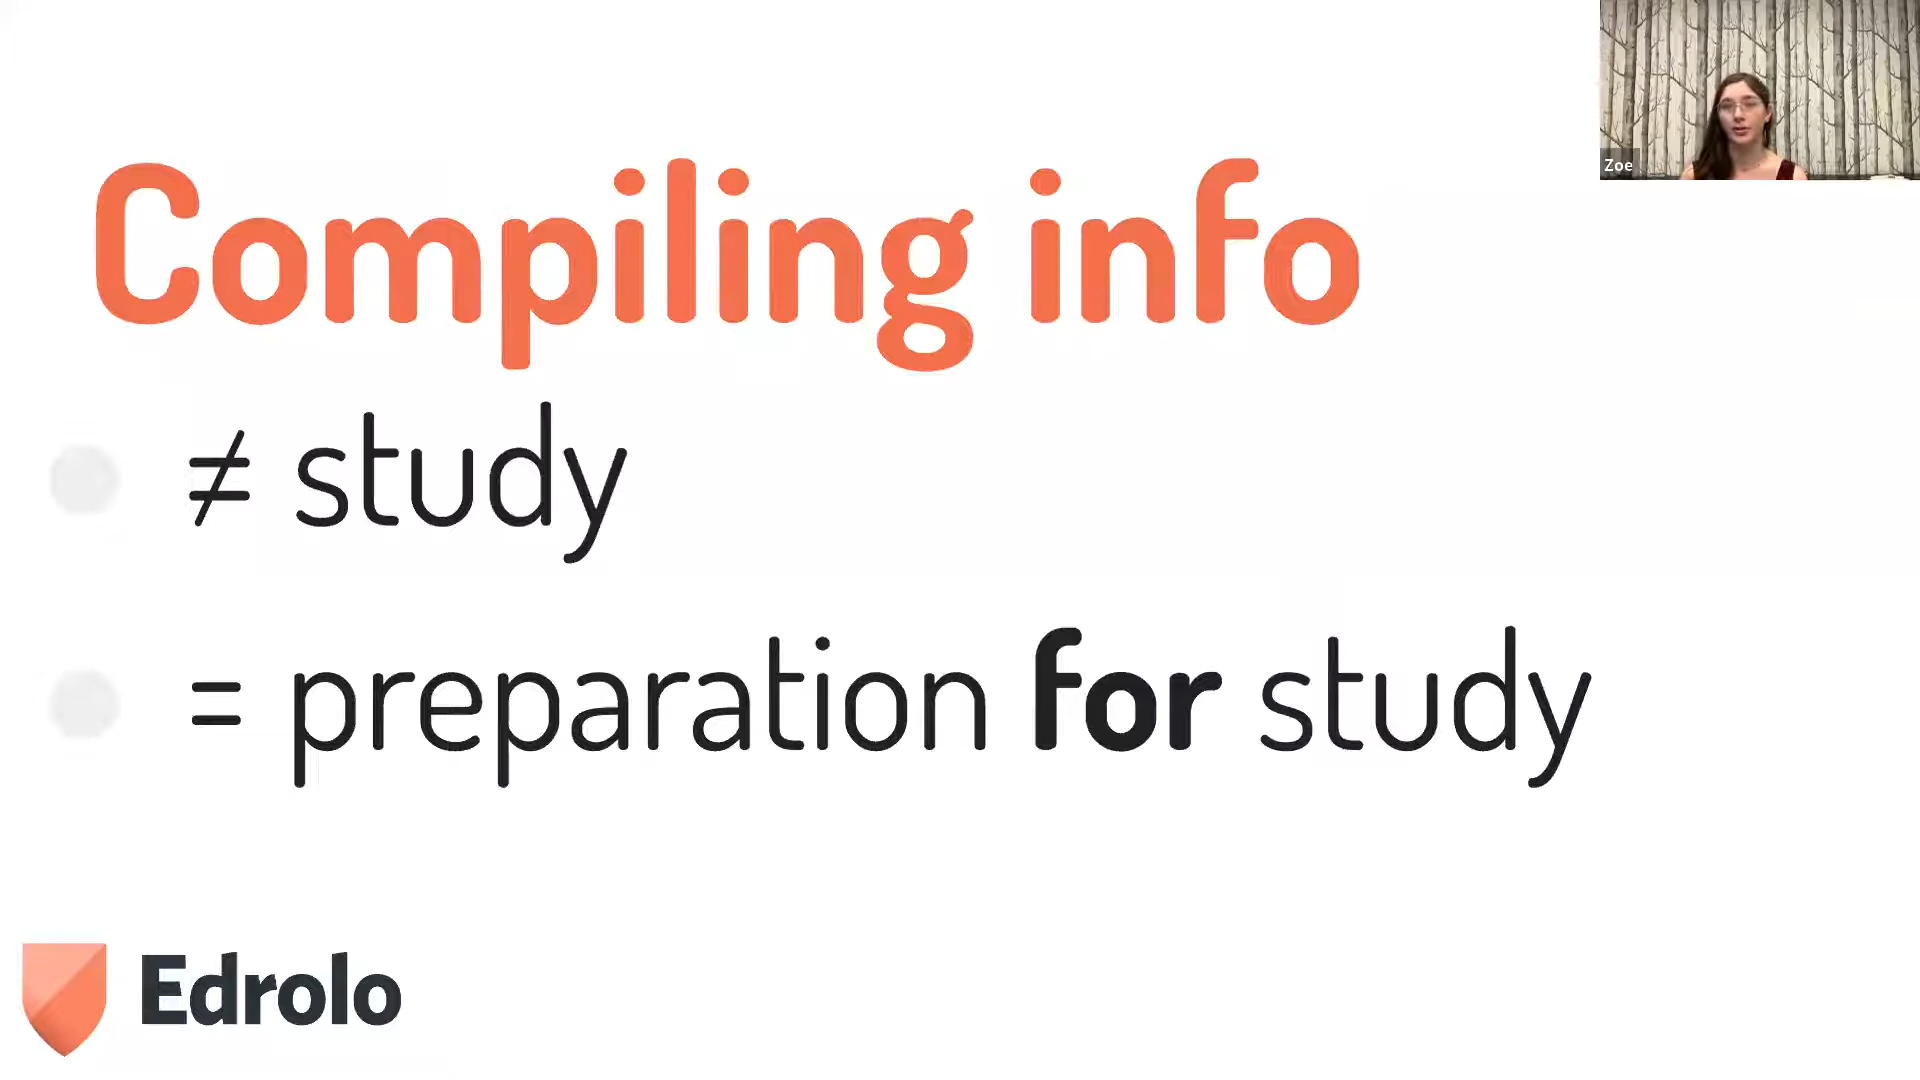 Zoe
Compiling info
≠ study
= preparation for study
Edrolo